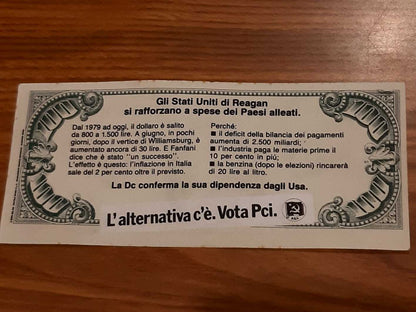 Gli Stati Uniti di Reagan
si rafforzano a spese dei Paesi alleati.
Dal 1979 ad oggi, il dollaro è salito
da 800 a 1.500 lire. A giugno, in pochi
giorni, dopo il vertice di Williamsburg, è
aumentato ancora di 30 lire. E Fanfani
dice che è stato "un successo".
L'effetto è questo: l'inflazione in Italia
sale del 2 per cento oltre il previsto.
Perché:
■ il deficit della bilancia dei pagamenti
aumenta di 2.500 miliardi;
■ l'industria paga le materie prime il
10 per cento in più;
■ la benzina (dopo le elezioni) rincarerà
di 20 lire al litro.
La Dc conferma la sua dipendenza dagli Usa.
L'alternativa c'è. Vota Pci.